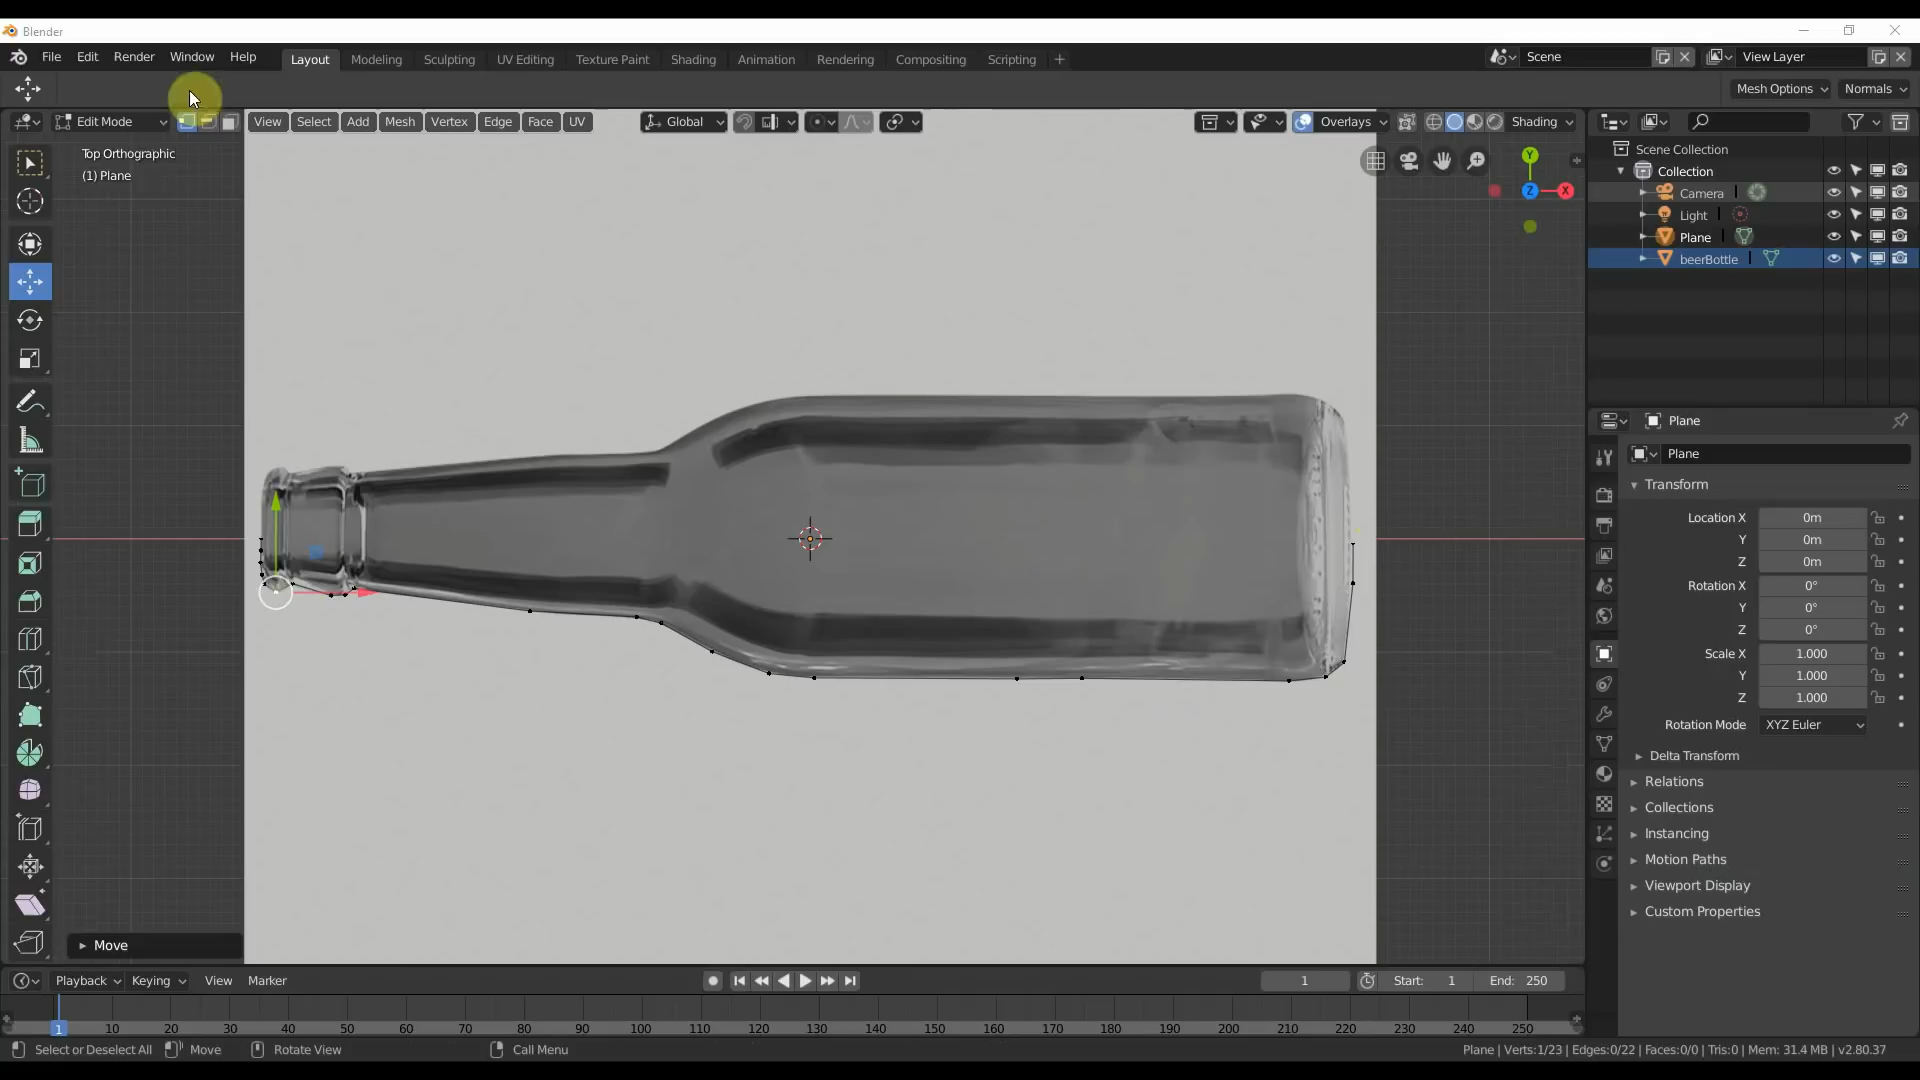 Blender
File Edit Render Window Help Layout Modeling Sculpting UV Editing Texture Paint Shading Animation Rendering Compositing Scripting + Scene View Layer
Mesh Options Normals
Edit Mode View Select Add Mesh Vertex Edge Face UV Global Overlays Shading
Top Orthographic
(1) Plane
Y
Z X
Scene Collection
Collection
Camera
Light
Plane
beerBottle
Plane
Plane
Transform
Location X 0m
Y 0m
Z 0m
Rotation X 0°
Y 0°
Z 0°
Scale X 1.000
Y 1.000
Z 1.000
Rotation Mode XYZ Euler
Delta Transform
Relations
Collections
Instancing
Motion Paths
Viewport Display
Custom Properties
Move
Playback Keying View Marker 1 Start: 1 End: 250
1 10 20 30 40 50 60 70 80 90 100 110 120 130 140 150 160 170 180 190 200 210 220 230 240 250
Select or Deselect All Move Rotate View Call Menu Plane | Verts:1/23 | Edges:0/22 | Faces:0/0 | Tris:0 | Mem: 31.4 MB | v2.80.37